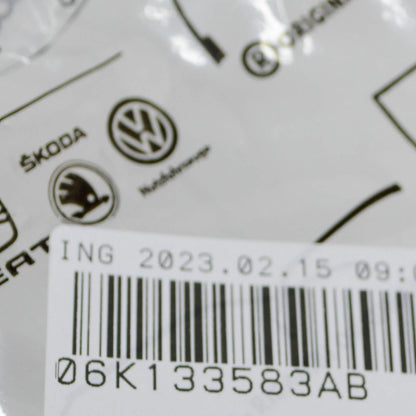 ® ORIGINA
ŠKODA
Nutzfahrzeuge
EAT
ING 2023.02.15 09:0
06K133583AB